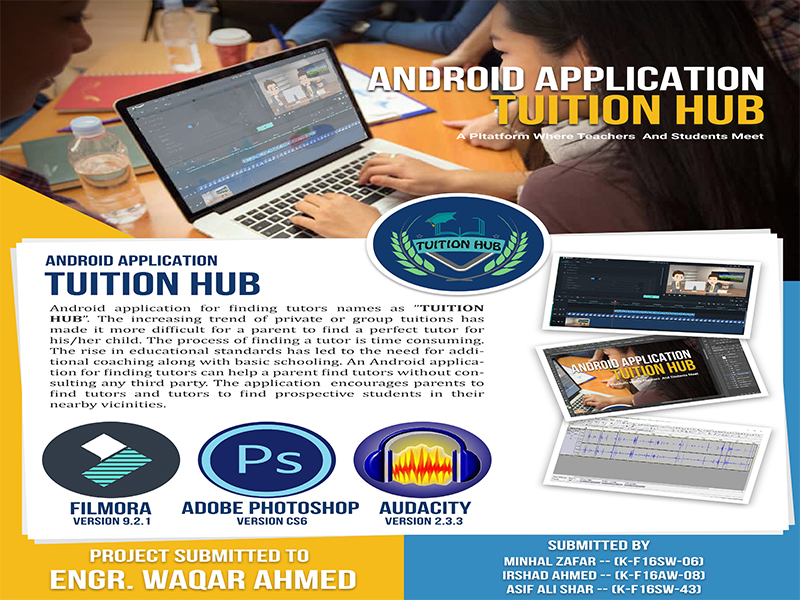 ANDROID APPLICATION
TUITION HUB
A Pltatform Where Teachers And Students Meet
TUITION HUB
ANDROID APPLICATION
TUITION HUB
Android application for finding tutors names as "TUITION
HUB". The increasing trend of private or group tuitions has
made it more difficult for a parent to find a perfect tutor for
his/her child. The process of finding a tutor is time consuming.
The rise in educational standards has led to the need for addi-
tional coaching along with basic schooling. An Android applica-
tion for finding tutors can help a parent find tutors without con-
sulting any third party. The application encourages parents to
find tutors and tutors to find prospective students in their
nearby vicinities.
ANDROID APPLICATION
TUITION HUB
Ps
FILMORA
VERSION 9.2.1
ADOBE PHOTOSHOP
VERSION CS6
AUDACITY
VERSION 2.3.3
PROJECT SUBMITTED TO
ENGR. WAQAR AHMED
SUBMITTED BY
MINHAL ZAFAR -- (K-F16SW-06)
IRSHAD AHMED -- (K-F16AW-08)
ASIF ALI SHAR -- (K-F16SW-43)